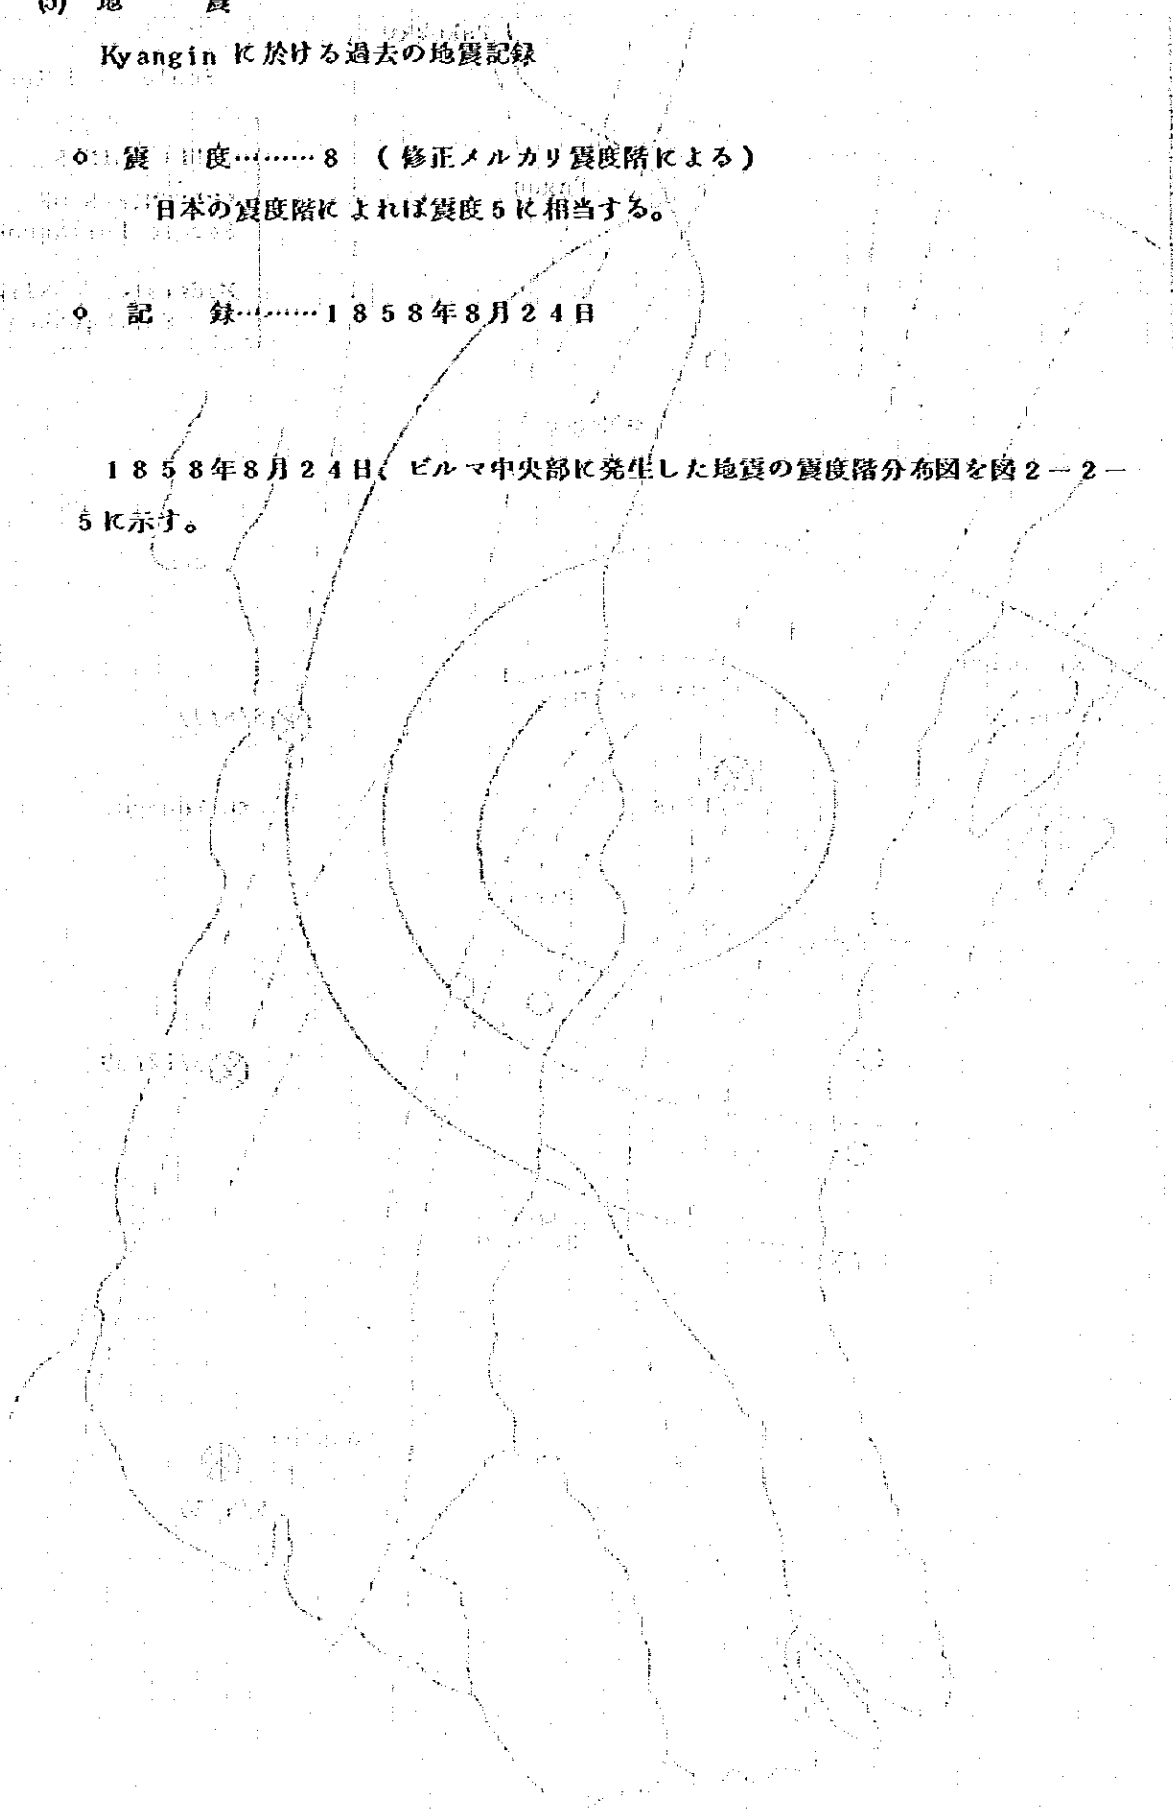 (5) 地 震
Kyangin に於ける過去の地震記録
◇ 震 度………8 (修正メルカリ震度階による)
日本の震度階によれば震度5に相当する。
◇ 記 録………1858年8月24日
1858年8月24日、ビルマ中央部に発生した地震の震度階分布図を図2-2-
5に示す。